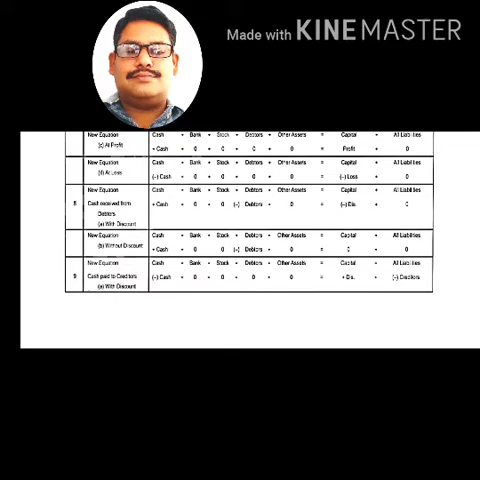 Made with KINEMASTER
New Equation Cash + Bank + Stock + Debtors + Other Assets = Capital + All Liabilities
(c) At Profit + Cash + 0 + 0 + 0 + 0 = Profit + 0
New Equation Cash + Bank + Stock + Debtors + Other Assets = Capital + All Liabilities
(d) At Loss (–) Cash + 0 + 0 + 0 + 0 = (–) Loss + 0
New Equation Cash + Bank + Stock + Debtors + Other Assets = Capital + All Liabilities
8 Cash received from + Cash + 0 + 0 (–) Debtors + 0 = (–) Dis. 0
Debtors
(a) With Discount
New Equation Cash + Bank + Stock + Debtors + Other Assets = Capital + All Liabilities
(b) Without Discount + Cash + 0 + 0 (–) Debtors + 0 = 0 + 0
New Equation Cash + Bank + Stock + Debtors + Other Assets = Capital + All Liabilities
9 Cash paid to Creditors (–) Cash + 0 + 0 + 0 + 0 = + Dis. (–) Creditors
(a) With Discount